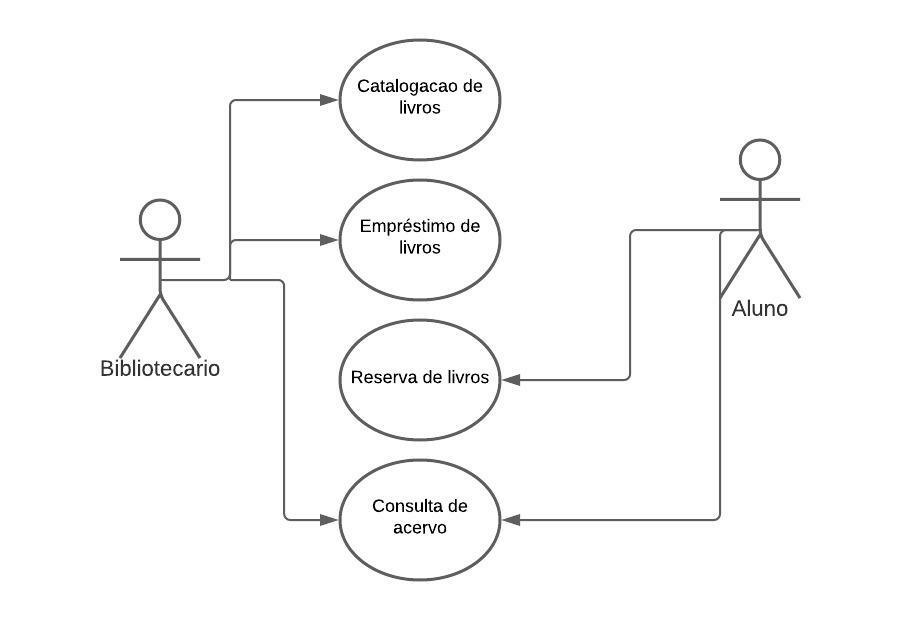 Catalogacao de
livros
Empréstimo de
livros
Reserva de livros
Consulta de
acervo
Bibliotecario
Aluno